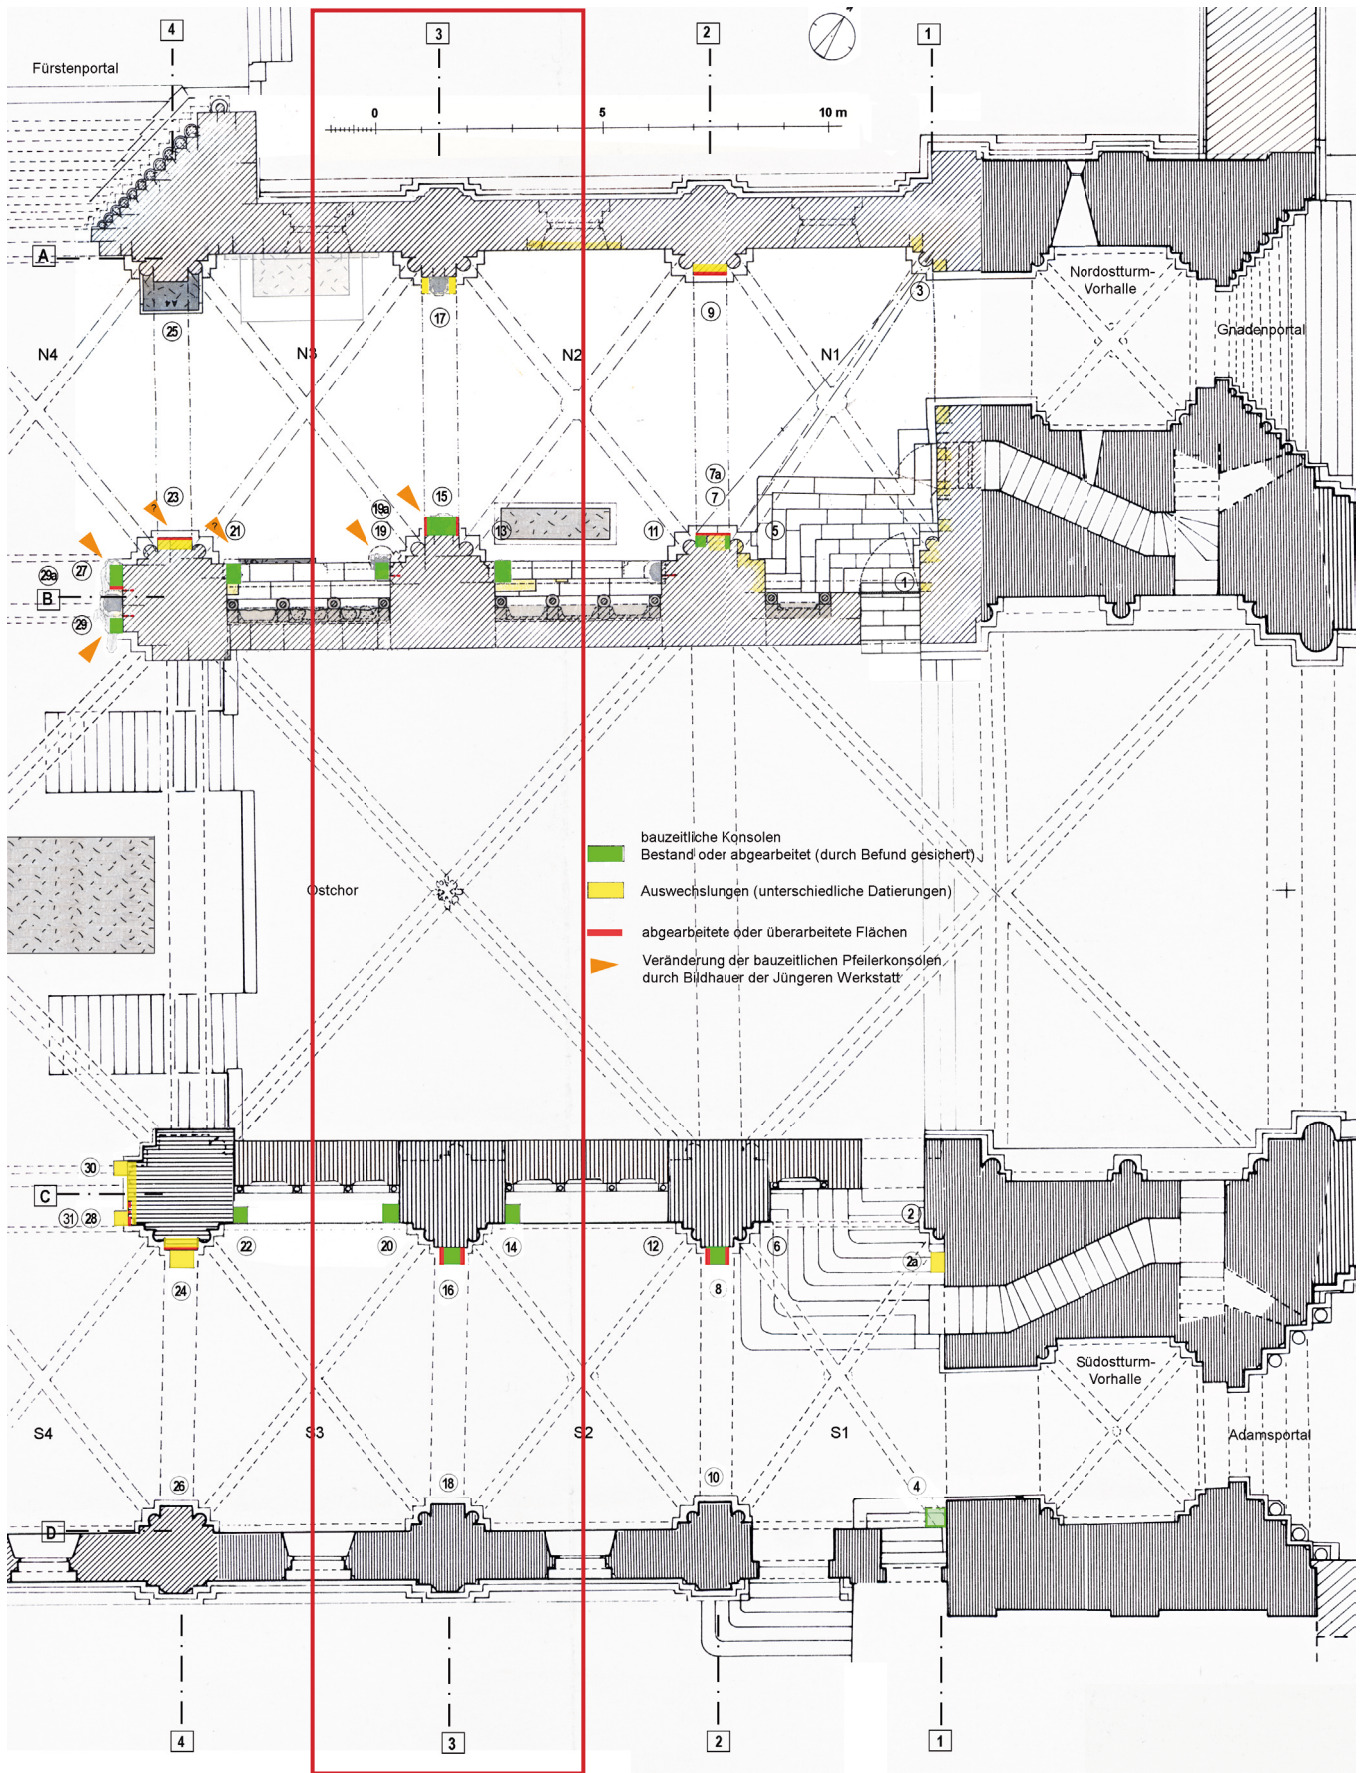 4
3
2
1
Fürstenportal
0
5
10 m
A
3
Nordostturm-
Vorhalle
25
17
9
Gnadenportal
N4
N3
N2
N1
23
15
7a
7
19a
19
21
13
11
5
?
?
27
29a
1
B
29
bauzeitliche Konsolen
Bestand oder abgearbeitet (durch Befund gesichert)
Ostchor
Auswechslungen (unterschiedliche Datierungen)
abgearbeitete oder überarbeitete Flächen
Veränderung der bauzeitlichen Pfeilerkonsolen
durch Bildhauer der Jüngeren Werkstatt
30
C
31
28
2
22
20
14
12
6
2a
24
16
8
Südostturm-
Vorhalle
S4
S3
S2
S1
Adamsportal
26
18
10
4
D
4
3
2
1